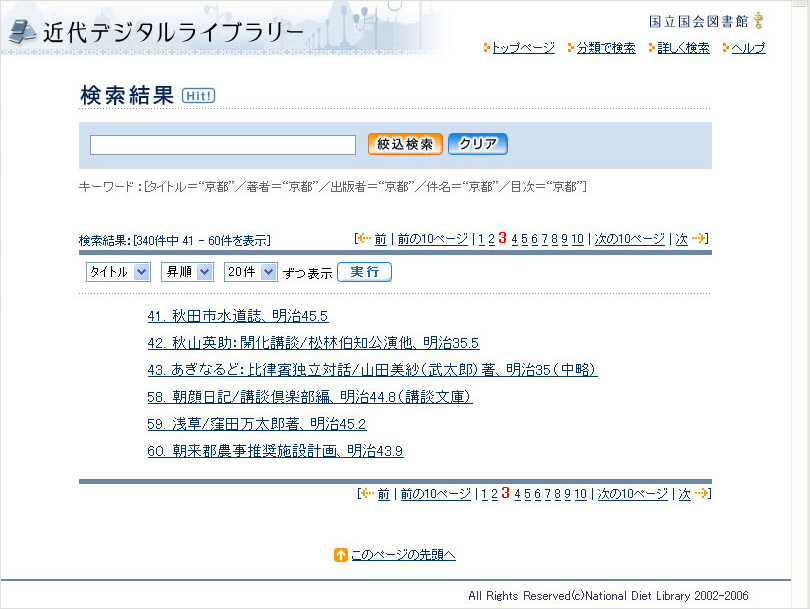 近代デジタルライブラリー
国立国会図書館
トップページ 分類で検索 詳しく検索 ヘルプ
検索結果 Hit!
絞込検索 クリア
キーワード:[タイトル=“京都”／著者=“京都”／出版者=“京都”／件名=“京都”／目次=“京都”]
検索結果:[340件中 41 - 60件を表示]
[前 | 前の10ページ | 1 2 3 4 5 6 7 8 9 10 | 次の10ページ | 次]
タイトル 昇順 20件 ずつ表示 実行
41. 秋田市水道誌、明治45.5
42. 秋山英助:開化講談/松林伯知公演他、明治35.5
43. あぎなるど:比律賓独立対話/山田美紗（武太郎）著、明治35（中略）
58. 朝顔日記/講談倶楽部編、明治44.8（講談文庫）
59. 浅草/窪田万太郎著、明治45.2
60. 朝来郡農事推奨施設計画、明治43.9
[前 | 前の10ページ | 1 2 3 4 5 6 7 8 9 10 | 次の10ページ | 次]
このページの先頭へ
All Rights Reserved(c)National Diet Library 2002-2006